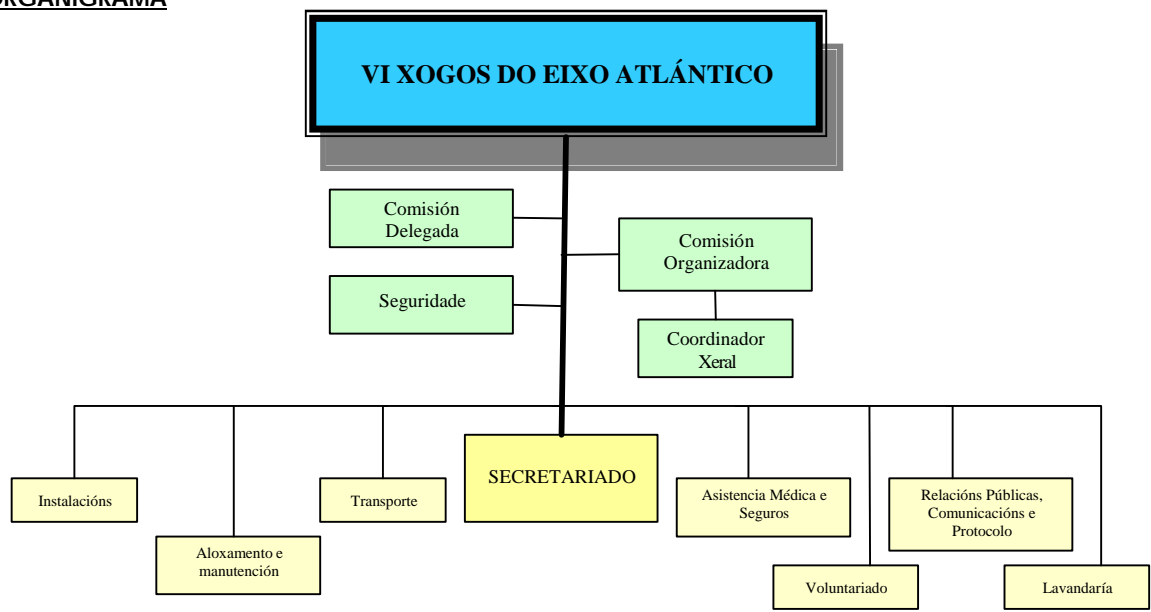 ORGANIGRAMA
VI XOGOS DO EIXO ATLÁNTICO
Comisión
Delegada
Comisión
Organizadora
Seguridade
Coordinador
Xeral
SECRETARIADO
Instalacións
Transporte
Asistencia Médica e
Seguros
Relacións Públicas,
Comunicacións e
Protocolo
Aloxamento e
manutención
Voluntariado
Lavandaría